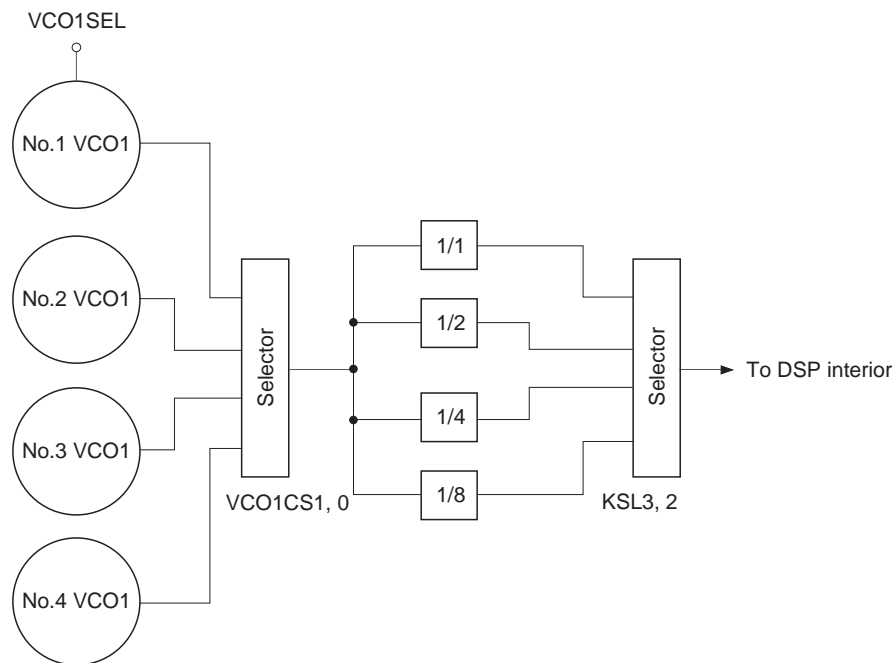 VCO1SEL
No.1 VCO1
No.2 VCO1
No.3 VCO1
No.4 VCO1
Selector
VCO1CS1, 0
1/1
1/2
1/4
1/8
Selector
KSL3, 2
To DSP interior